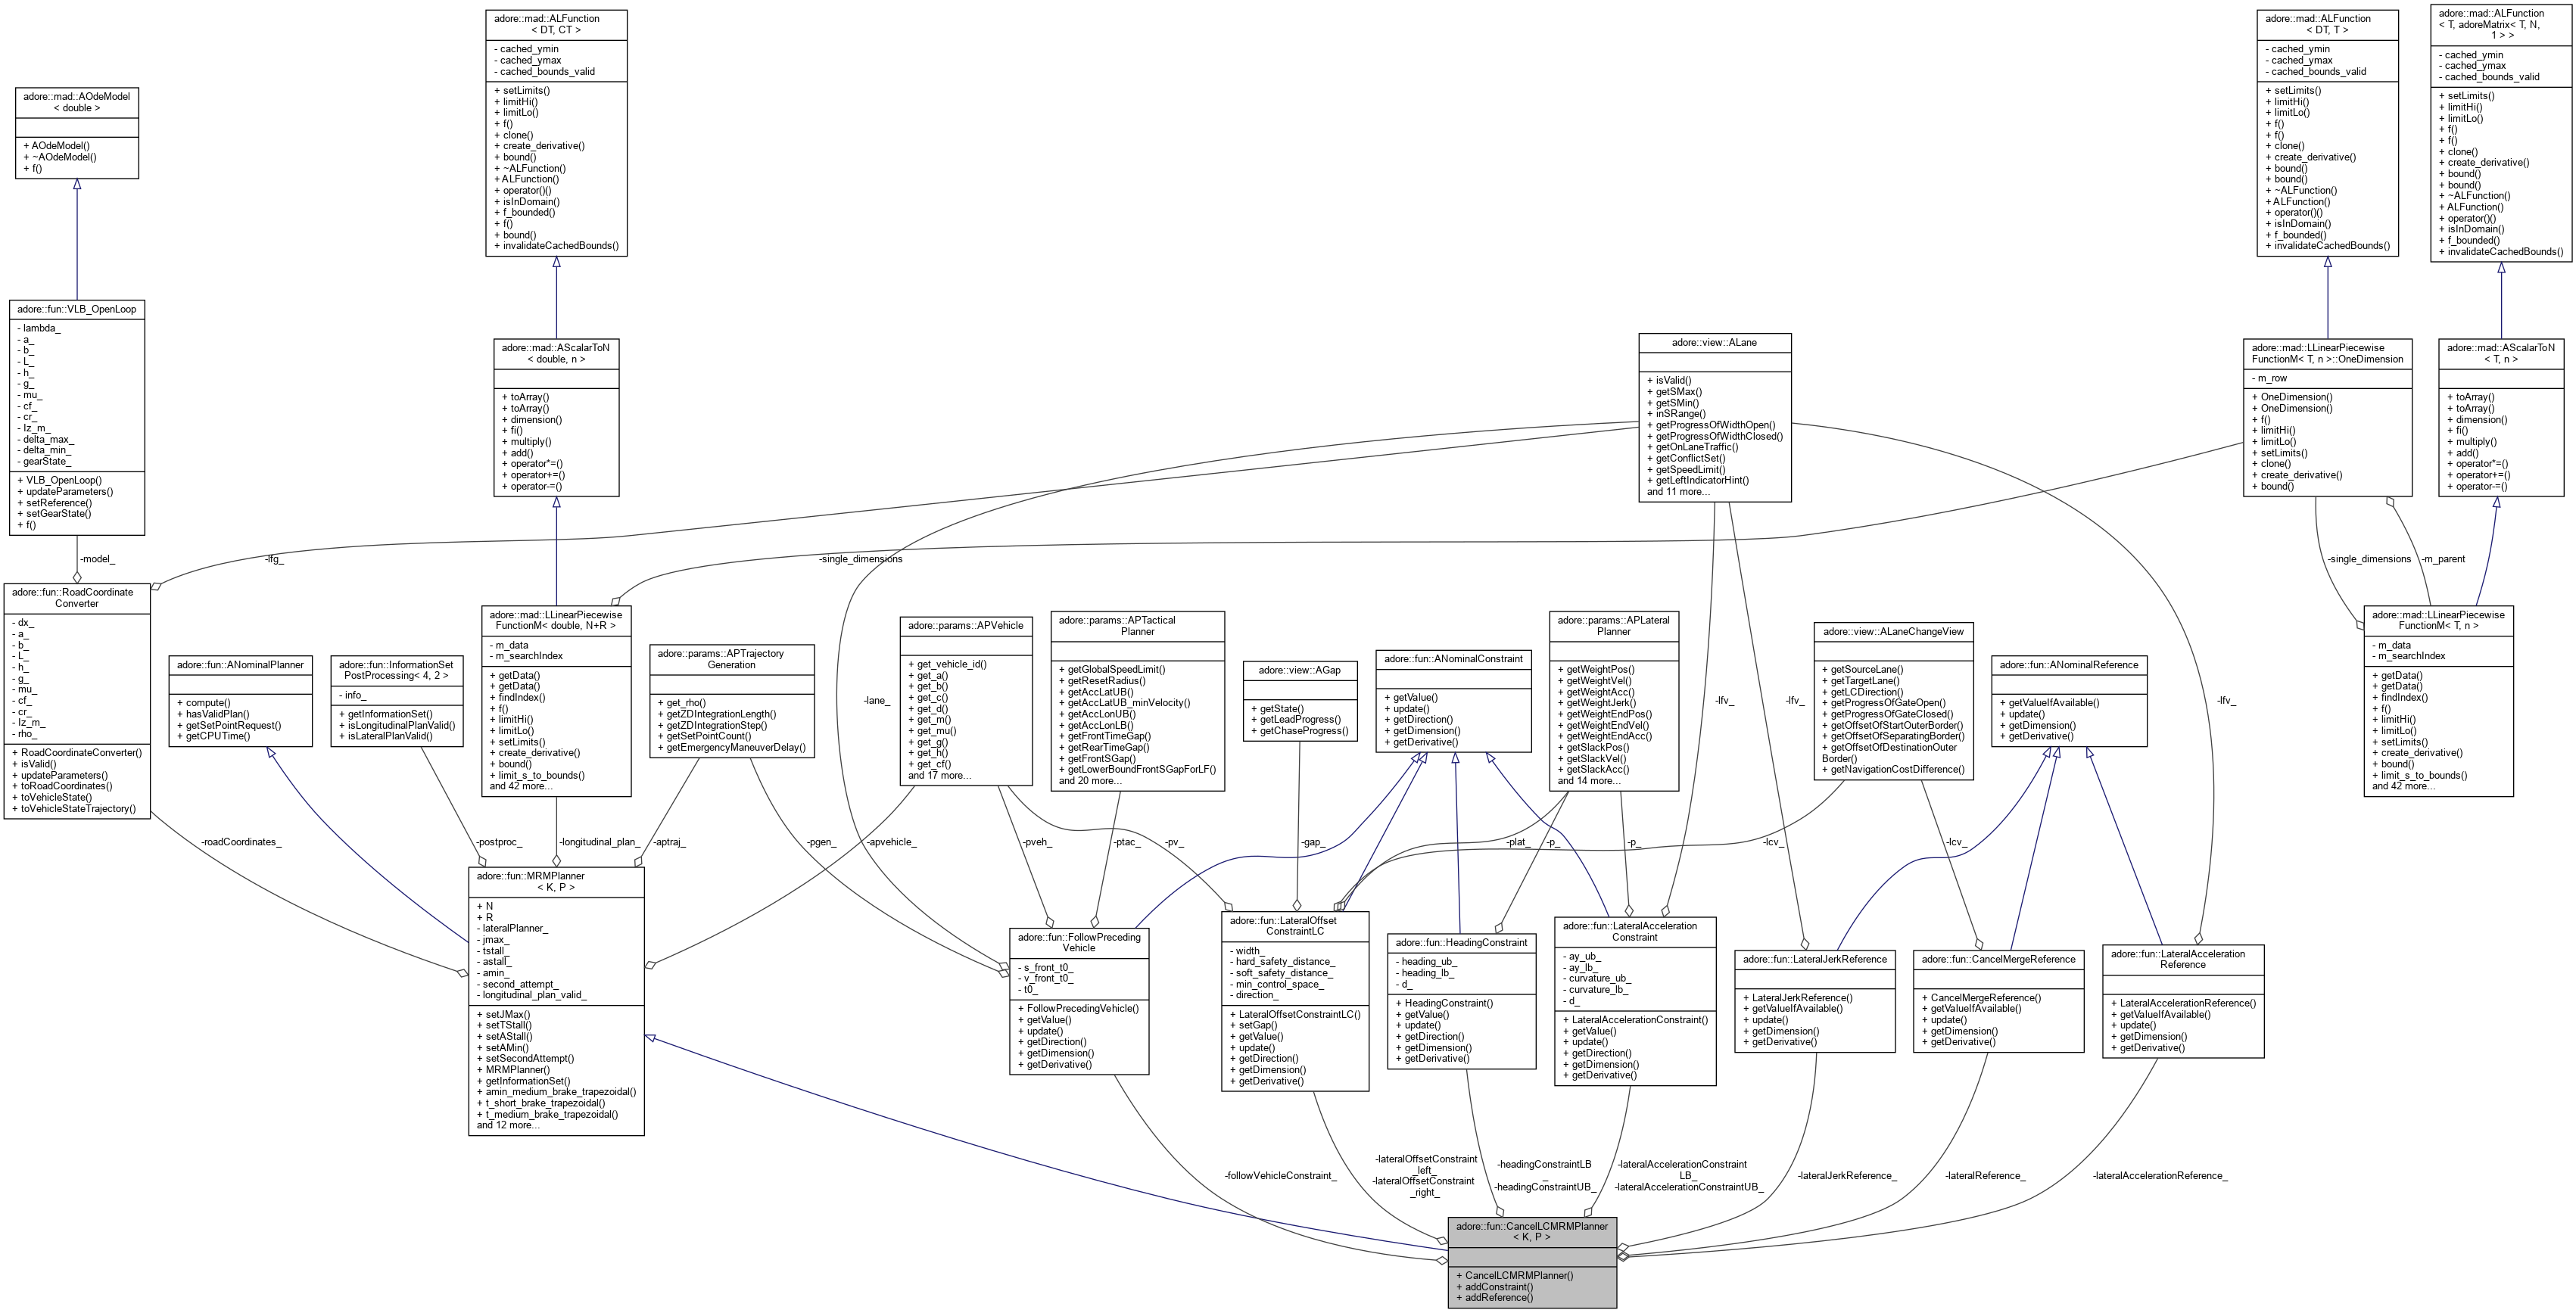 adore::mad::ALFunction
< DT, CT >
- cached_ymin
- cached_ymax
- cached_bounds_valid
+ setLimits()
+ limitHi()
+ limitLo()
+ f()
+ clone()
+ create_derivative()
+ bound()
+ ~ALFunction()
+ ALFunction()
+ operator()()
+ isInDomain()
+ f_bounded()
+ f()
+ bound()
+ invalidateCachedBounds()
adore::mad::ALFunction
< DT, T >
- cached_ymin
- cached_ymax
- cached_bounds_valid
+ setLimits()
+ limitHi()
+ limitLo()
+ f()
+ f()
+ clone()
+ create_derivative()
+ bound()
+ bound()
+ ~ALFunction()
+ ALFunction()
+ operator()()
+ isInDomain()
+ f_bounded()
+ invalidateCachedBounds()
adore::mad::ALFunction
< T, adoreMatrix< T, N,
1 > >
- cached_ymin
- cached_ymax
- cached_bounds_valid
+ setLimits()
+ limitHi()
+ limitLo()
+ f()
+ f()
+ clone()
+ create_derivative()
+ bound()
+ bound()
+ ~ALFunction()
+ ALFunction()
+ operator()()
+ isInDomain()
+ f_bounded()
+ invalidateCachedBounds()
adore::mad::AOdeModel
< double >
+ AOdeModel()
+ ~AOdeModel()
+ f()
adore::fun::VLB_OpenLoop
- lambda_
- a_
- b_
- L_
- h_
- g_
- mu_
- cf_
- cr_
- Iz_m_
- delta_max_
- delta_min_
- gearState_
+ VLB_OpenLoop()
+ updateParameters()
+ setReference()
+ setGearState()
+ f()
adore::mad::AScalarToN
< double, n >
+ toArray()
+ toArray()
+ dimension()
+ fi()
+ multiply()
+ add()
+ operator*=()
+ operator+=()
+ operator-=()
adore::view::ALane
+ isValid()
+ getSMax()
+ getSMin()
+ inSRange()
+ getProgressOfWidthOpen()
+ getProgressOfWidthClosed()
+ getOnLaneTraffic()
+ getConflictSet()
+ getSpeedLimit()
+ getLeftIndicatorHint()
and 11 more...
adore::mad::LLinearPiecewise
FunctionM< T, n >::OneDimension
- m_row
+ OneDimension()
+ OneDimension()
+ f()
+ limitHi()
+ limitLo()
+ setLimits()
+ clone()
+ create_derivative()
+ bound()
adore::mad::AScalarToN
< T, n >
+ toArray()
+ toArray()
+ dimension()
+ fi()
+ multiply()
+ add()
+ operator*=()
+ operator+=()
+ operator-=()
-model_
-lfg_
-single_dimensions
-single_dimensions
-m_parent
adore::fun::RoadCoordinate
Converter
- dx_
- a_
- b_
- L_
- h_
- g_
- mu_
- cf_
- cr_
- Iz_m_
- rho_
+ RoadCoordinateConverter()
+ isValid()
+ updateParameters()
+ toRoadCoordinates()
+ toVehicleState()
+ toVehicleStateTrajectory()
adore::fun::ANominalPlanner
+ compute()
+ hasValidPlan()
+ getSetPointRequest()
+ getCPUTime()
adore::fun::InformationSet
PostProcessing< 4, 2 >
- info_
+ getInformationSet()
+ isLongitudinalPlanValid()
+ isLateralPlanValid()
adore::mad::LLinearPiecewise
FunctionM< double, N+R >
- m_data
- m_searchIndex
+ getData()
+ getData()
+ findIndex()
+ f()
+ limitHi()
+ limitLo()
+ setLimits()
+ create_derivative()
+ bound()
+ limit_s_to_bounds()
and 42 more...
adore::params::APTrajectory
Generation
+ get_rho()
+ getZDIntegrationLength()
+ getZDIntegrationStep()
+ getSetPointCount()
+ getEmergencyManeuverDelay()
adore::params::APVehicle
+ get_vehicle_id()
+ get_a()
+ get_b()
+ get_c()
+ get_d()
+ get_m()
+ get_mu()
+ get_g()
+ get_h()
+ get_cf()
and 17 more...
adore::params::APTactical
Planner
+ getGlobalSpeedLimit()
+ getResetRadius()
+ getAccLatUB()
+ getAccLatUB_minVelocity()
+ getAccLonUB()
+ getAccLonLB()
+ getFrontTimeGap()
+ getRearTimeGap()
+ getFrontSGap()
+ getLowerBoundFrontSGapForLF()
and 20 more...
adore::view::AGap
+ getState()
+ getLeadProgress()
+ getChaseProgress()
adore::fun::ANominalConstraint
+ getValue()
+ update()
+ getDirection()
+ getDimension()
+ getDerivative()
adore::params::APLateral
Planner
+ getWeightPos()
+ getWeightVel()
+ getWeightAcc()
+ getWeightJerk()
+ getWeightEndPos()
+ getWeightEndVel()
+ getWeightEndAcc()
+ getSlackPos()
+ getSlackVel()
+ getSlackAcc()
and 14 more...
adore::view::ALaneChangeView
+ getSourceLane()
+ getTargetLane()
+ getLCDirection()
+ getProgressOfGateOpen()
+ getProgressOfGateClosed()
+ getOffsetOfStartOuterBorder()
+ getOffsetOfSeparatingBorder()
+ getOffsetOfDestinationOuter
Border()
+ getNavigationCostDifference()
adore::fun::ANominalReference
+ getValueIfAvailable()
+ update()
+ getDimension()
+ getDerivative()
adore::mad::LLinearPiecewise
FunctionM< T, n >
- m_data
- m_searchIndex
+ getData()
+ getData()
+ findIndex()
+ f()
+ limitHi()
+ limitLo()
+ setLimits()
+ create_derivative()
+ bound()
+ limit_s_to_bounds()
and 42 more...
-lane_
-lfv_
-lfv_
-lfv_
-roadCoordinates_
-postproc_
-longitudinal_plan_
-aptraj_
-pgen_
-apvehicle_
-pveh_
-ptac_
-pv_
-gap_
-plat_
-p_
-p_
-lcv_
-lcv_
adore::fun::MRMPlanner
< K, P >
+ N
+ R
- lateralPlanner_
- jmax_
- tstall_
- astall_
- amin_
- second_attempt_
- longitudinal_plan_valid_
+ setJMax()
+ setTStall()
+ setAStall()
+ setAMin()
+ setSecondAttempt()
+ MRMPlanner()
+ getInformationSet()
+ amin_medium_brake_trapezoidal()
+ t_short_brake_trapezoidal()
+ t_medium_brake_trapezoidal()
and 12 more...
adore::fun::FollowPreceding
Vehicle
- s_front_t0_
- v_front_t0_
- t0_
+ FollowPrecedingVehicle()
+ getValue()
+ update()
+ getDirection()
+ getDimension()
+ getDerivative()
adore::fun::LateralOffset
ConstraintLC
- width_
- hard_safety_distance_
- soft_safety_distance_
- min_control_space_
- direction_
+ LateralOffsetConstraintLC()
+ setGap()
+ getValue()
+ update()
+ getDirection()
+ getDimension()
+ getDerivative()
adore::fun::HeadingConstraint
- heading_ub_
- heading_lb_
- d_
+ HeadingConstraint()
+ getValue()
+ update()
+ getDirection()
+ getDimension()
+ getDerivative()
adore::fun::LateralAcceleration
Constraint
- ay_ub_
- ay_lb_
- curvature_ub_
- curvature_lb_
- d_
+ LateralAccelerationConstraint()
+ getValue()
+ update()
+ getDirection()
+ getDimension()
+ getDerivative()
adore::fun::LateralJerkReference
+ LateralJerkReference()
+ getValueIfAvailable()
+ update()
+ getDimension()
+ getDerivative()
adore::fun::CancelMergeReference
+ CancelMergeReference()
+ getValueIfAvailable()
+ update()
+ getDimension()
+ getDerivative()
adore::fun::LateralAcceleration
Reference
+ LateralAccelerationReference()
+ getValueIfAvailable()
+ update()
+ getDimension()
+ getDerivative()
-followVehicleConstraint_
-lateralOffsetConstraint
_left_
-lateralOffsetConstraint
_right_
-headingConstraintLB
_
-headingConstraintUB_
-lateralAccelerationConstraint
LB_
-lateralAccelerationConstraintUB_
-lateralJerkReference_
-lateralReference_
-lateralAccelerationReference_
adore::fun::CancelLCMRMPlanner
< K, P >
+ CancelLCMRMPlanner()
+ addConstraint()
+ addReference()